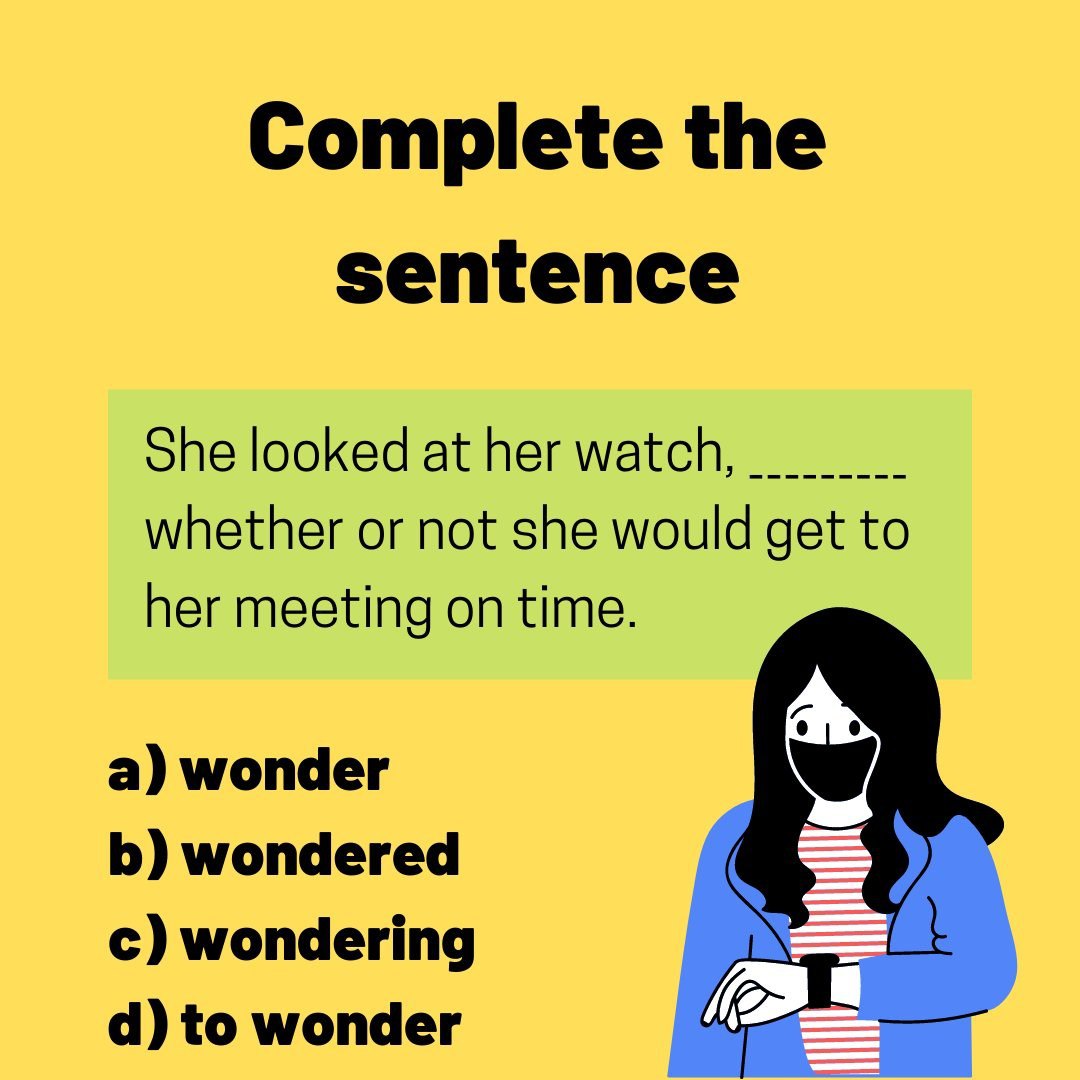 Complete the
sentence
She looked at her watch, _________
whether or not she would get to
her meeting on time.
a) wonder
b) wondered
c) wondering
d) to wonder